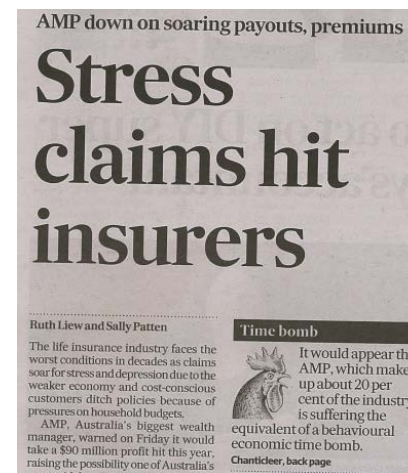 AMP down on soaring payouts, premiums
Stress
claims hit
insurers
Ruth Liew and Sally Patten
The life insurance industry faces the
worst conditions in decades as claims
soar for stress and depression due to the
weaker economy and cost-conscious
customers ditch policies because of
pressures on household budgets.
AMP, Australia's biggest wealth
manager, warned on Friday it would
take a $90 million profit hit this year,
raising the possibility one of Australia's
Time bomb
It would appear th
AMP, which make
up about 20 per
cent of the industry
is suffering the
equivalent of a behavioural
economic time bomb.
Chanticleer, back page